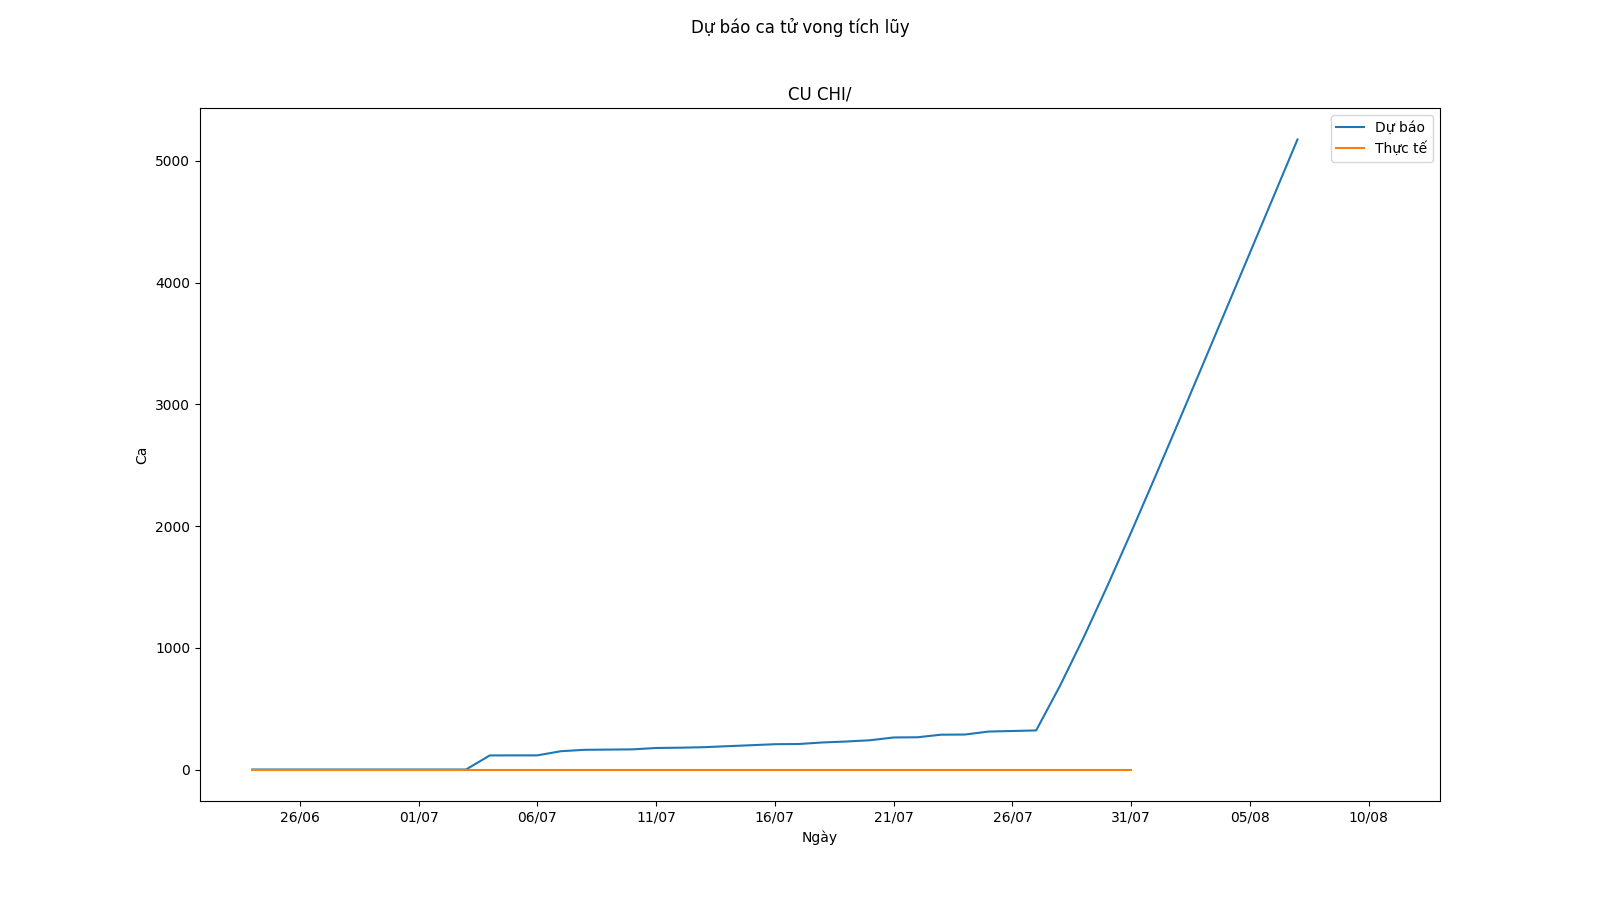 Dự báo ca tử vong tích lũy
CU CHI/
Dự báo
Thực tế
5000
4000
3000
2000
1000
0
Ca
26/06
01/07
06/07
11/07
16/07
21/07
26/07
31/07
05/08
10/08
Ngày